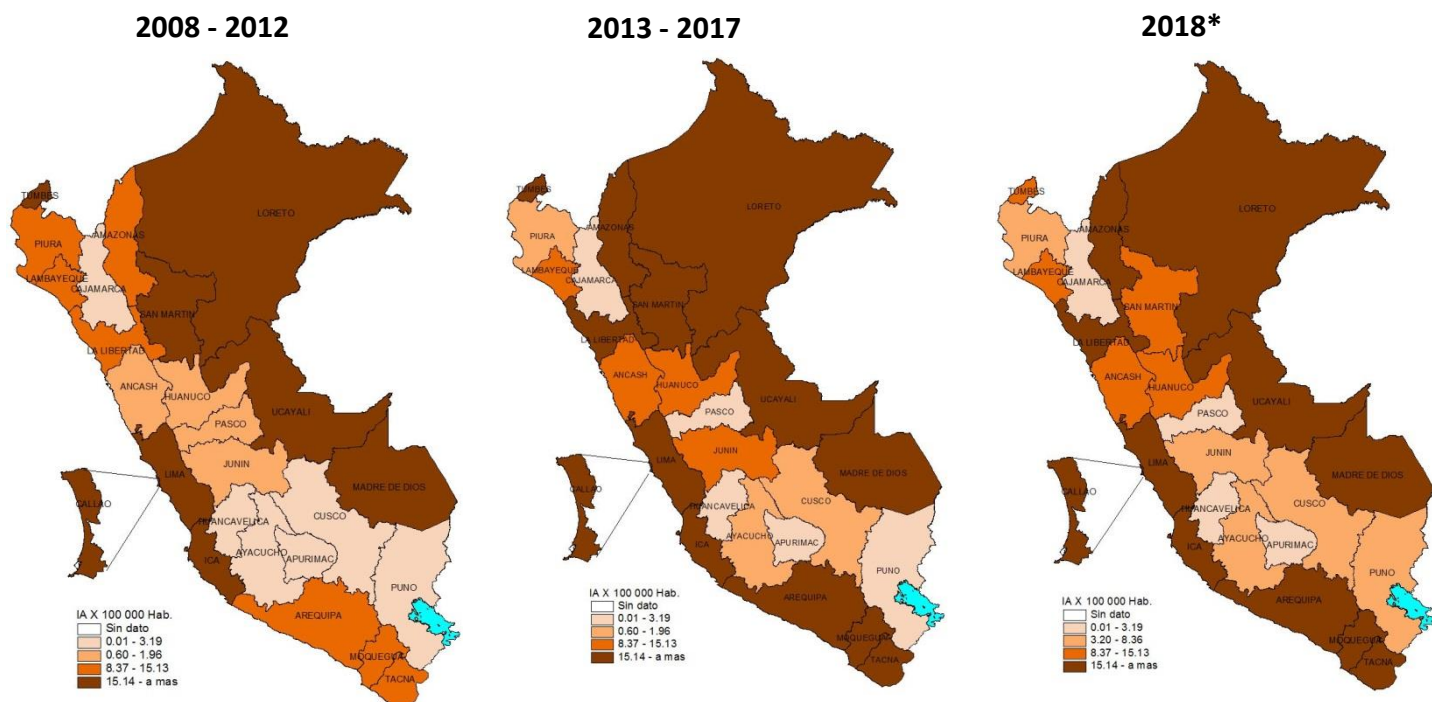 2008 - 2012
TUMBES
LORETO
PIURA
AMAZONAS
LAMBAYEQUE
CAJAMARCA
SAN MARTIN
LA LIBERTAD
ANCASH
HUANUCO
UCAYALI
PASCO
JUNIN
LIMA
MADRE DE DIOS
CALLAO
HUANCAVELICA
CUSCO
AYACUCHO
APURIMAC
ICA
PUNO
AREQUIPA
MOQUEGUA
TACNA
IA X 100 000 Hab.
Sin dato
0.01 - 3.19
0.60 - 1.96
8.37 - 15.13
15.14 - a mas
2013 - 2017
TUMBES
LORETO
AMAZONAS
PIURA
LAMBAYEQUE
CAJAMARCA
SAN MARTIN
LA LIBERTAD
ANCASH
HUANUCO
UCAYALI
PASCO
JUNIN
LIMA
MADRE DE DIOS
CALLAO
CUSCO
HUANCAVELICA
AYACUCHO
APURIMAC
ICA
PUNO
AREQUIPA
MOQUEGUA
TACNA
IA X 100 000 Hab.
Sin dato
0.01 - 3.19
0.60 - 1.96
8.37 - 15.13
15.14 - a mas
2018*
TUMBES
LORETO
AMAZONAS
PIURA
LAMBAYEQUE
CAJAMARCA
SAN MARTIN
LA LIBERTAD
ANCASH
HUANUCO
UCAYALI
PASCO
JUNIN
LIMA
MADRE DE DIOS
CALLAO
CUSCO
HUANCAVELICA
AYACUCHO
APURIMAC
ICA
PUNO
AREQUIPA
MOQUEGUA
TACNA
IA X 100 000 Hab.
Sin dato
0.01 - 3.19
3.20 - 8.36
8.37 - 15.13
15.14 - a mas